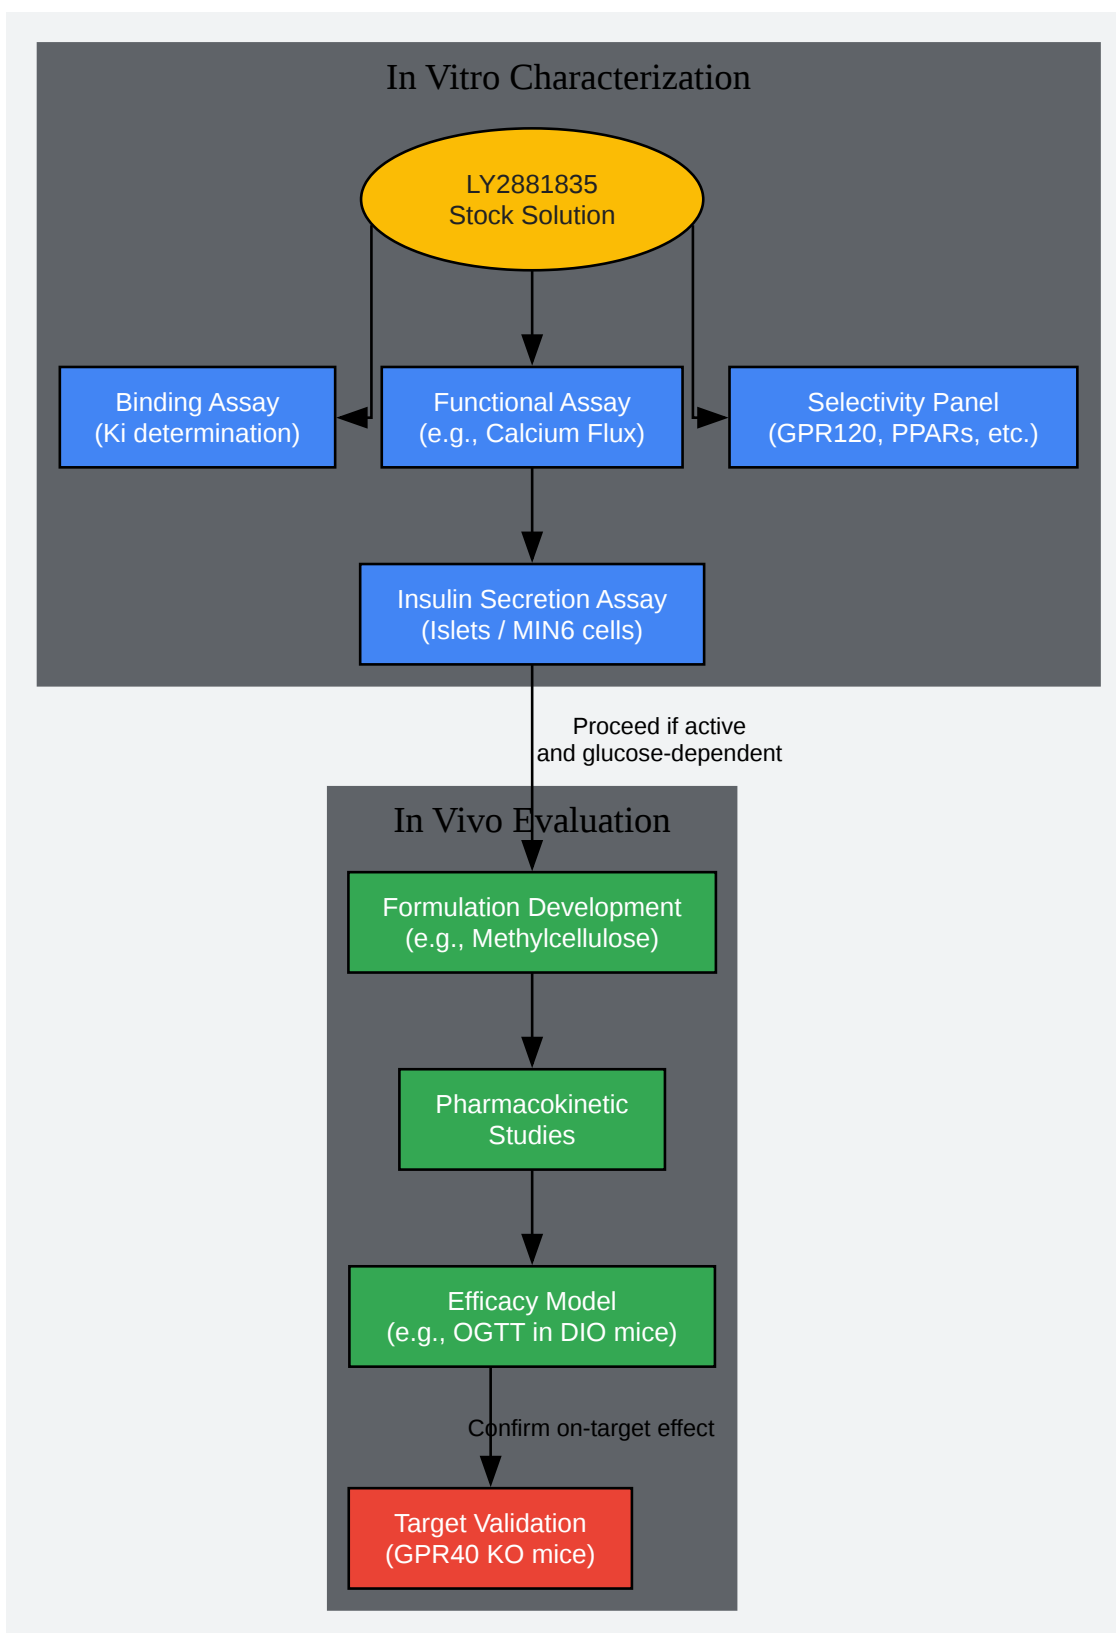 In Vitro Characterization
LY2881835
Stock Solution
Binding Assay
(Ki determination)
Functional Assay
(e.g., Calcium Flux)
Selectivity Panel
(GPR120, PPARs, etc.)
Insulin Secretion Assay
(Islets / MIN6 cells)
Proceed if active
and glucose-dependent
In Vivo Evaluation
Formulation Development
(e.g., Methylcellulose)
Pharmacokinetic
Studies
Efficacy Model
(e.g., OGTT in DIO mice)
Confirm on-target effect
Target Validation
(GPR40 KO mice)